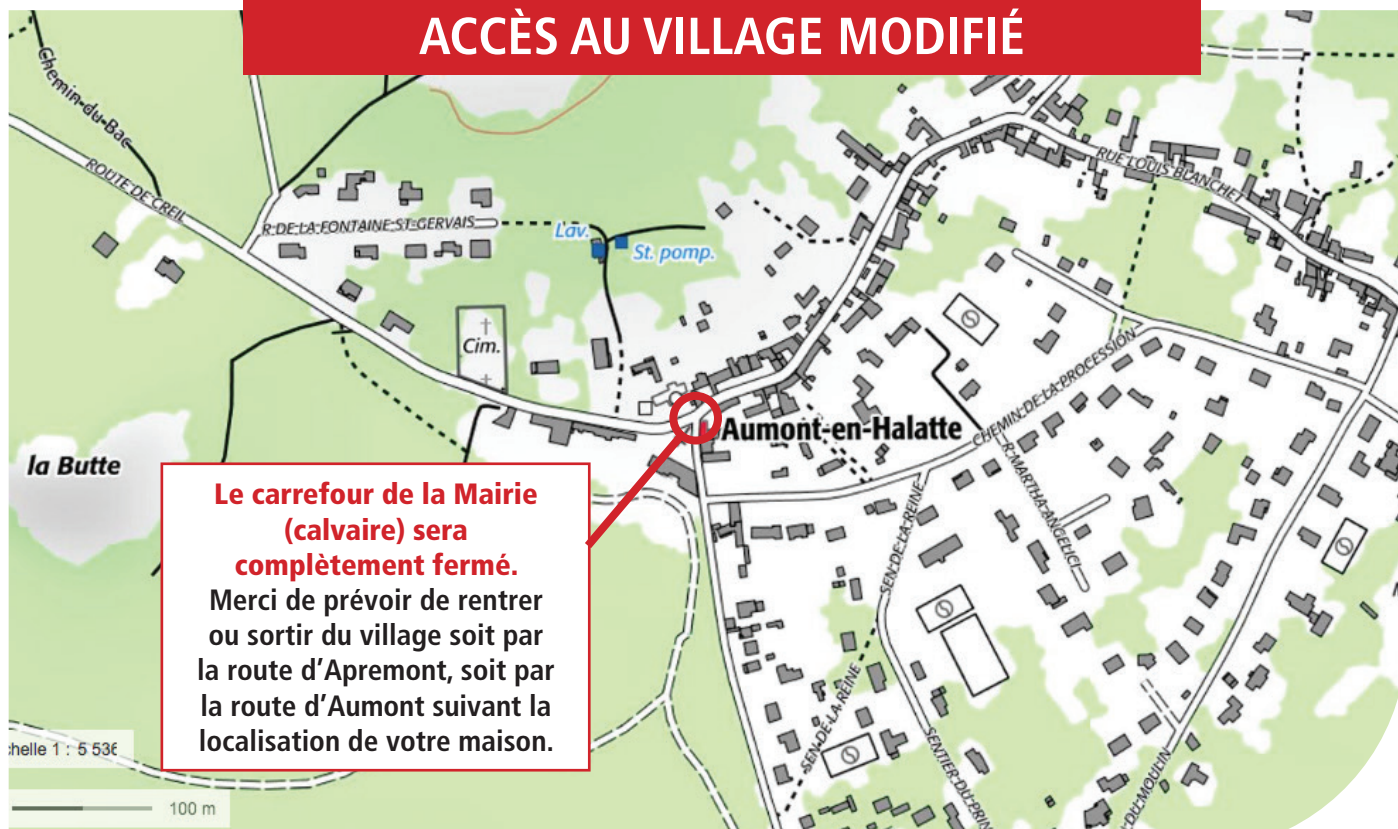 ACCÈS AU VILLAGE MODIFIÉ
Chemin-du-Bac
ROUTE DE CREIL
R-DE-LA-FONTAINE-ST-GERVAIS
Lav.
St. pomp.
RUE LOUIS BLANCHET
Cim.
Aumont-en-Halatte
CHEMIN-DE-LA-PROCESSION
R-MARTHA-ANGELICI
la Butte
SEN-DE-LA-REINE
SEN-DE-LA-REINE
SENTIER-DU-PRIN
DU-MOULIN
Le carrefour de la Mairie
(calvaire) sera
complètement fermé.
Merci de prévoir de rentrer
ou sortir du village soit par
la route d'Apremont, soit par
la route d'Aumont suivant la
localisation de votre maison.
chelle 1 : 5 536
100 m